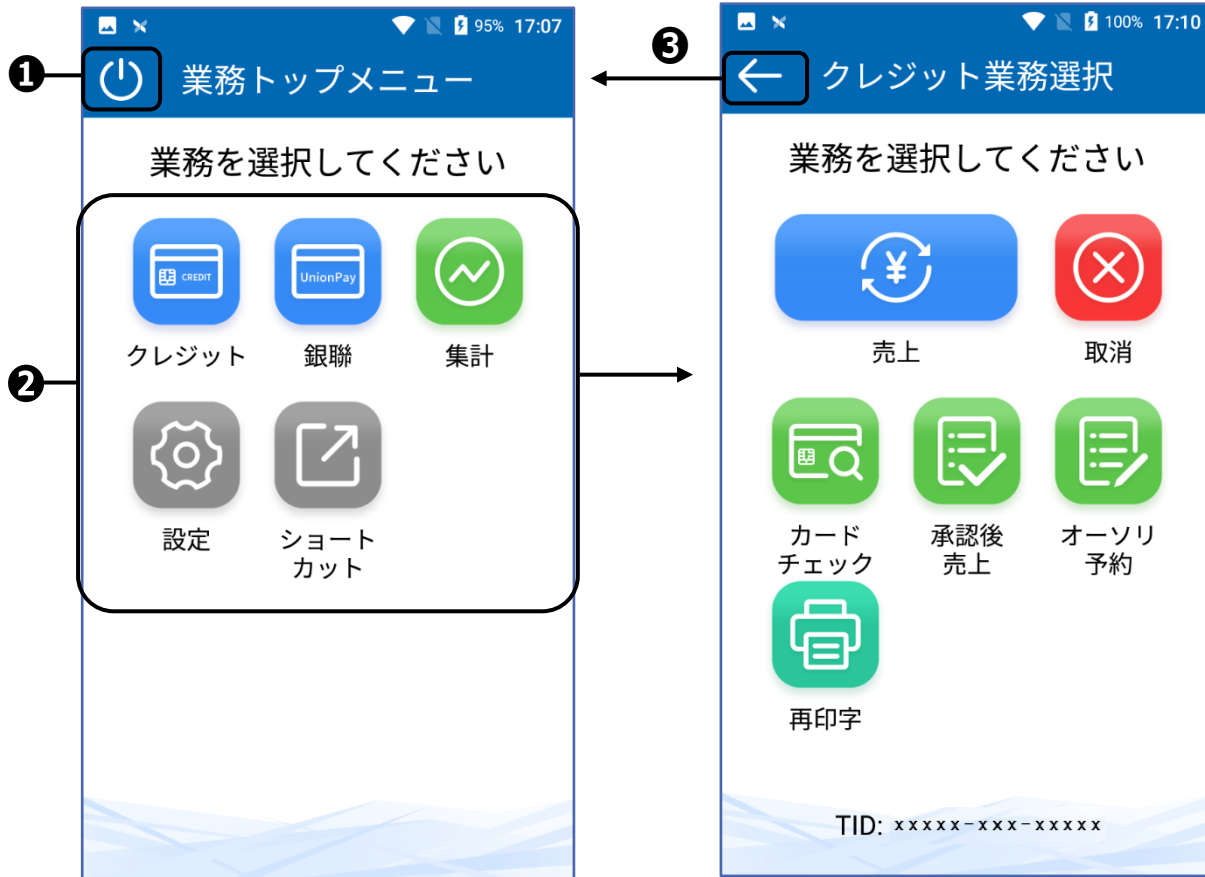 95% 17:07
❶
業務トップメニュー
業務を選択してください
CREDIT
UnionPay
クレジット
銀聯
集計
❷
設定
ショート
カット
100% 17:10
❸
クレジット業務選択
業務を選択してください
売上
取消
カード
チェック
承認後
売上
オーソリ
予約
再印字
TID: xxxxx-xxx-xxxxx